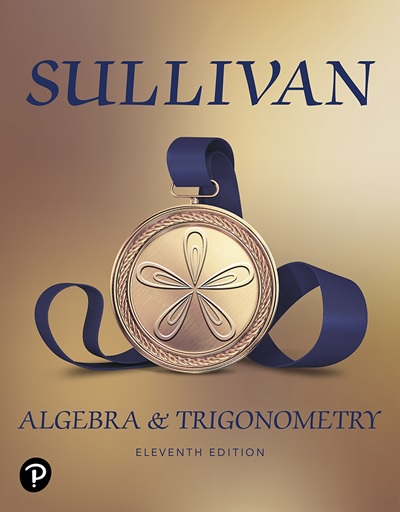 SULLIVAN
ALGEBRA & TRIGONOMETRY
ELEVENTH EDITION
P